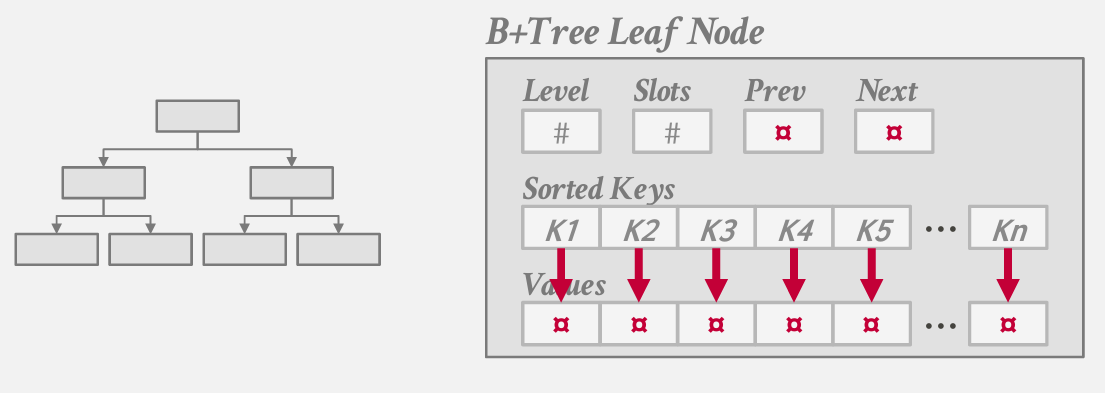 B+Tree Leaf Node
Level Slots Prev Next
# # ¤ ¤
Sorted Keys
K1 K2 K3 K4 K5 ... Kn
Values
¤ ¤ ¤ ¤ ¤ ... ¤